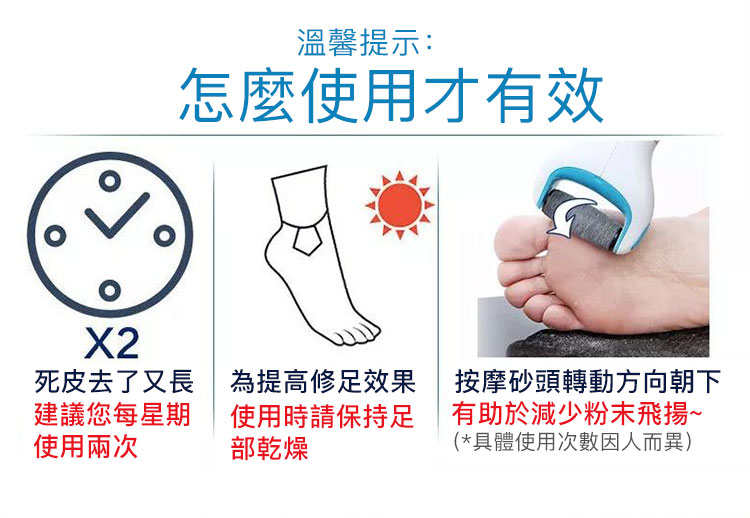 溫馨提示：
怎麼使用才有效
X2
死皮去了又長
建議您每星期
使用兩次
為提高修足效果
使用時請保持足
部乾燥
按摩砂頭轉動方向朝下
有助於減少粉末飛揚~
(*具體使用次數因人而異)